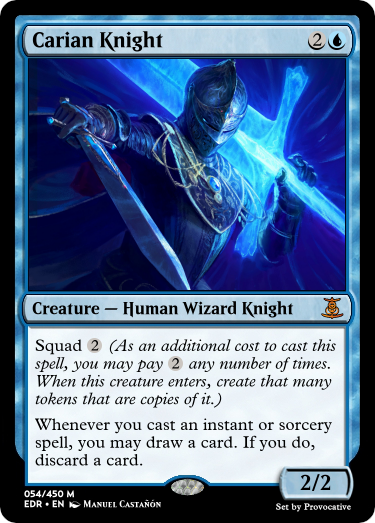 Carian Knight 2
Creature — Human Wizard Knight
Squad 2 (As an additional cost to cast this
spell, you may pay 2 any number of times.
When this creature enters, create that many
tokens that are copies of it.)
Whenever you cast an instant or sorcery
spell, you may draw a card. If you do,
discard a card.
2/2
054/450 M
EDR • EN Manuel Castañón
Set by Provocative